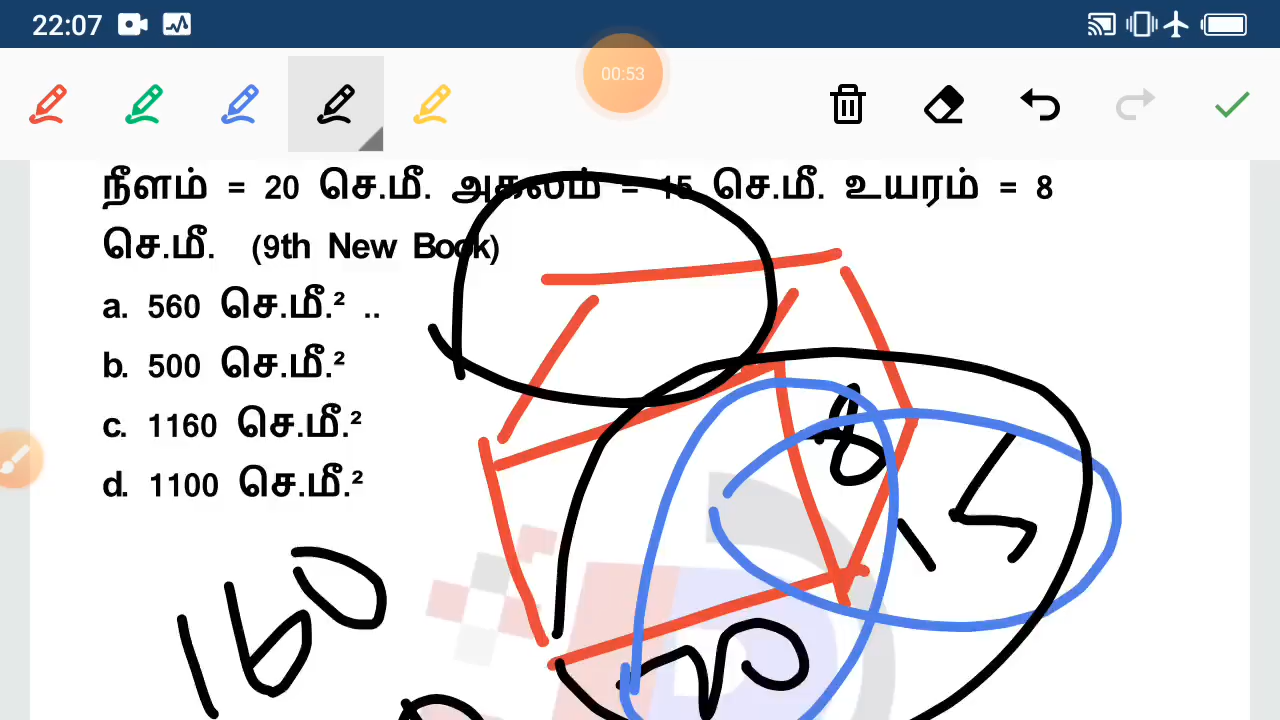 22:07
00:53
நீளம் = 20 செ.மீ. அகலம் = 15 செ.மீ. உயரம் = 8
செ.மீ. (9th New Book)
a. 560 செ.மீ.² ..
b. 500 செ.மீ.²
c. 1160 செ.மீ.²
d. 1100 செ.மீ.²
8
15
160
20